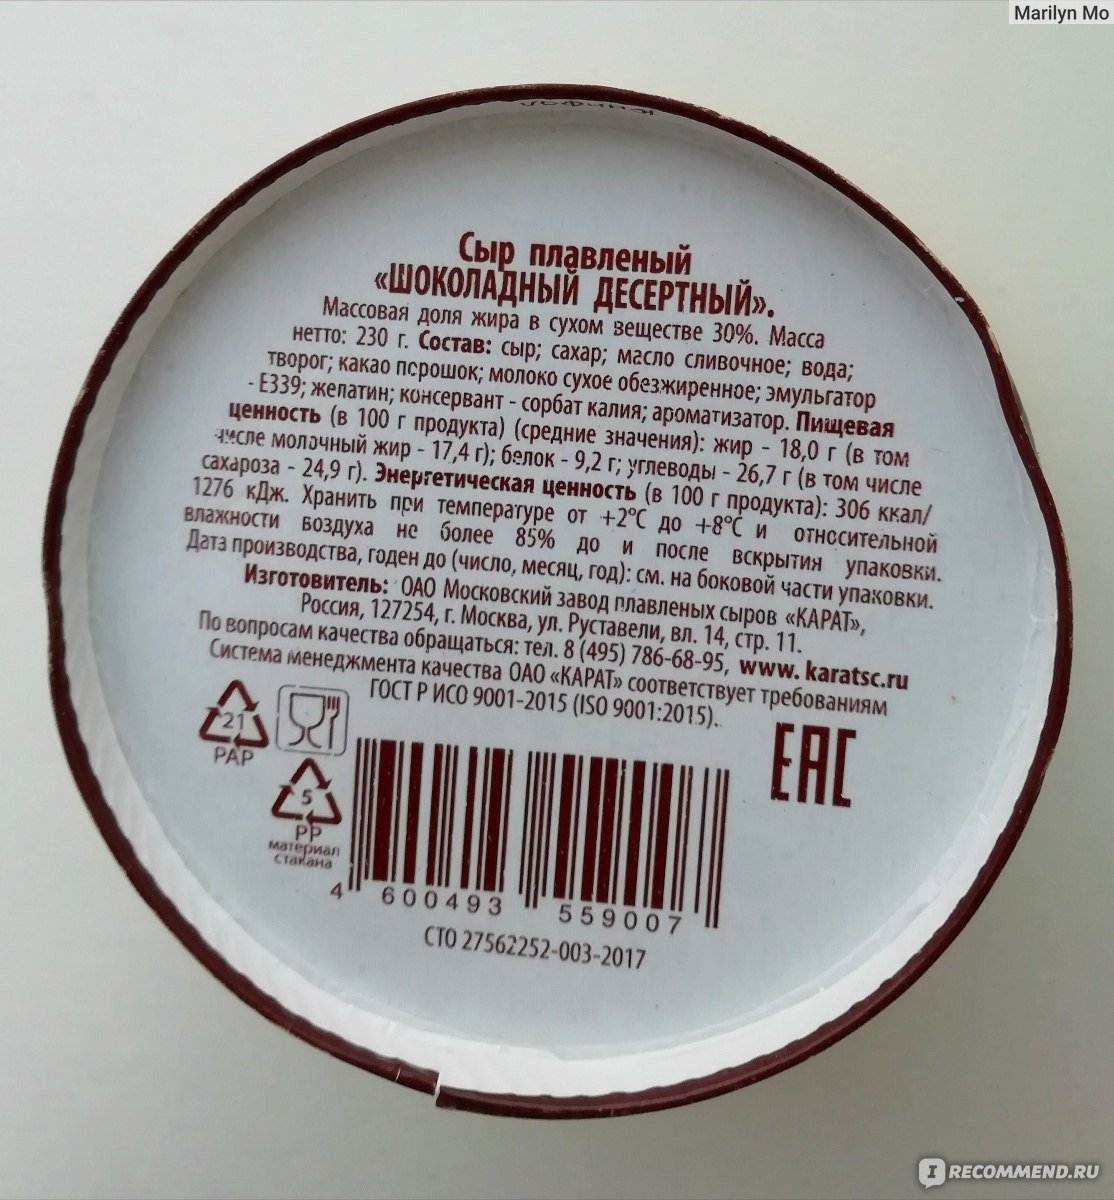 Marilyn Mo
Сыр плавленый
«ШОКОЛАДНЫЙ ДЕСЕРТНЫЙ».
Массовая доля жира в сухом веществе 30%. Масса
нетто: 230 г. Состав: сыр; сахар; масло сливочное; вода;
творог; какао порошок; молоко сухое обезжиренное; эмульгатор
- Е339; желатин; консервант - сорбат калия; ароматизатор. Пищевая
ценность (в 100 г продукта) (средние значения): жир - 18,0 г (в том
числе молочный жир - 17,4 г); белок - 9,2 г; углеводы - 26,7 г (в том числе
сахароза - 24,9 г). Энергетическая ценность (в 100 г продукта): 306 ккал/
1276 кДж. Хранить при температуре от +2°С до +8°С и относительной
влажности воздуха не более 85% до и после вскрытия упаковки.
Дата производства, годен до (число, месяц, год): см. на боковой части упаковки.
Изготовитель: ОАО Московский завод плавленых сыров «КАРАТ»,
Россия, 127254, г. Москва, ул. Руставели, вл. 14, стр. 11.
По вопросам качества обращаться: тел. 8 (495) 786-68-95, www. karatsc.ru
Система менеджмента качества ОАО «КАРАТ» соответствует требованиям
ГОСТ Р ИСО 9001-2015 (ISO 9001:2015).
21
PAP
5
PP
материал
стакана
EAC
4 600493 559007
СТО 27562252-003-2017
IRECOMMEND.RU